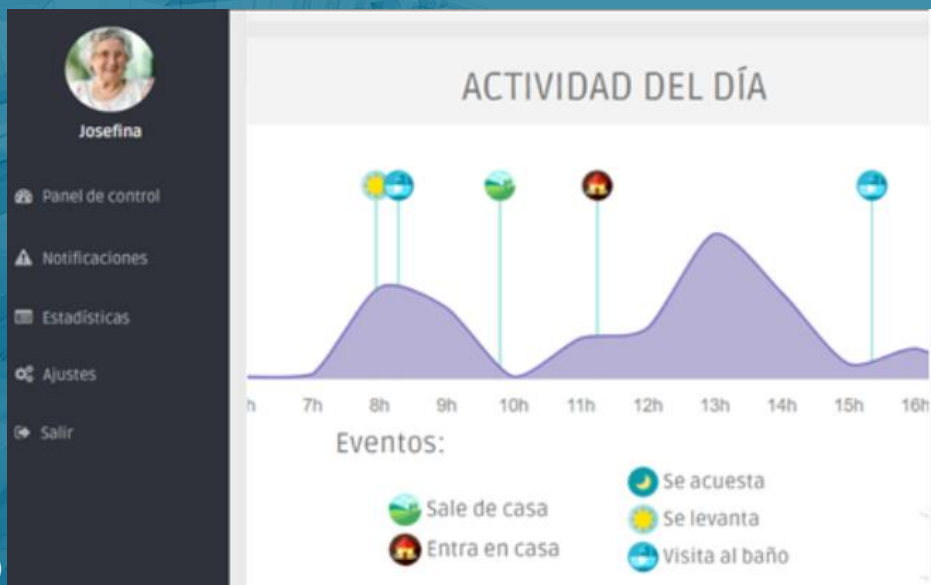 Josefina
Panel de control
Notificaciones
Estadísticas
Ajustes
Salir
ACTIVIDAD DEL DÍA
h 7h 8h 9h 10h 11h 12h 13h 14h 15h 16h
Eventos:
Sale de casa
Entra en casa
Se acuesta
Se levanta
Visita al baño